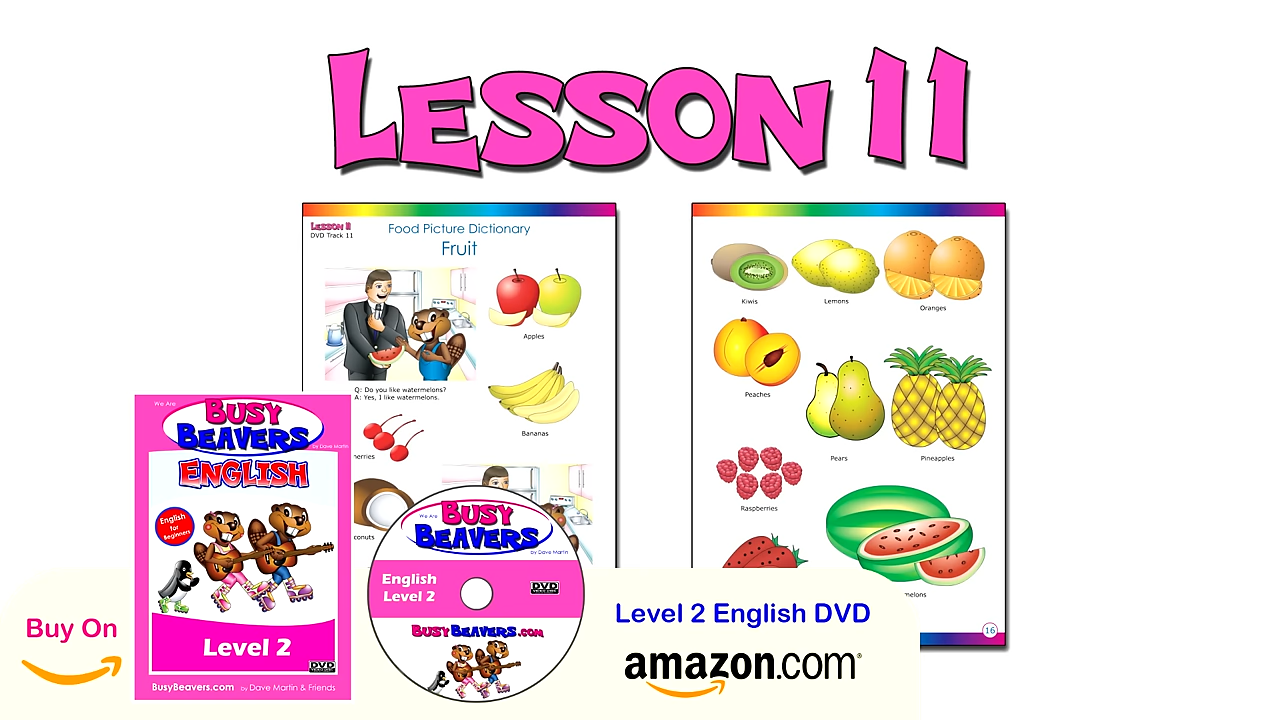 LESSON 11
LESSON 11
DVD Track 11
Food Picture Dictionary
Fruit
Apples
Q: Do you like watermelons?
A: Yes, I like watermelons.
Bananas
herries
conuts
Kiwis
Lemons
Oranges
Peaches
Pears
Pineapples
Raspberries
melons
16
Buy On
We Are
BUSY
BEAVERS
by Dave Martin
ENGLISH
English
for
Beginners
Level 2
DVD
BusyBeavers.com by Dave Martin & Friends
We Are
BUSY
BEAVERS
by Dave Martin
English
Level 2
DVD
BUSYBEAVERS.COM
Level 2 English DVD
amazon.com